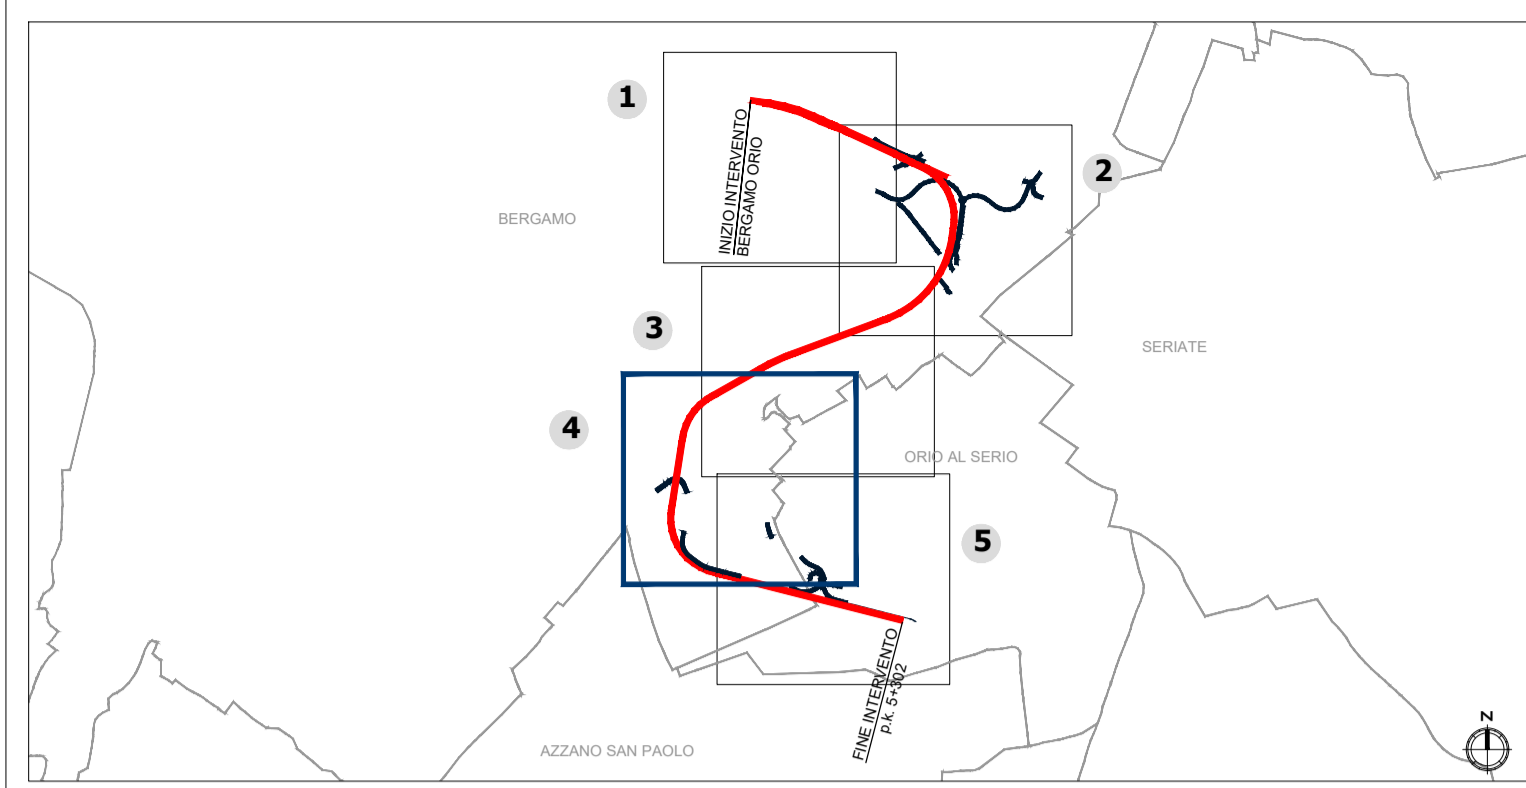 1
INIZIO INTERVENTO
BERGAMO ORIO
2
BERGAMO
3
SERIATE
4
ORIO AL SERIO
5
FINE INTERVENTO
p.k. 5+302
AZZANO SAN PAOLO
N